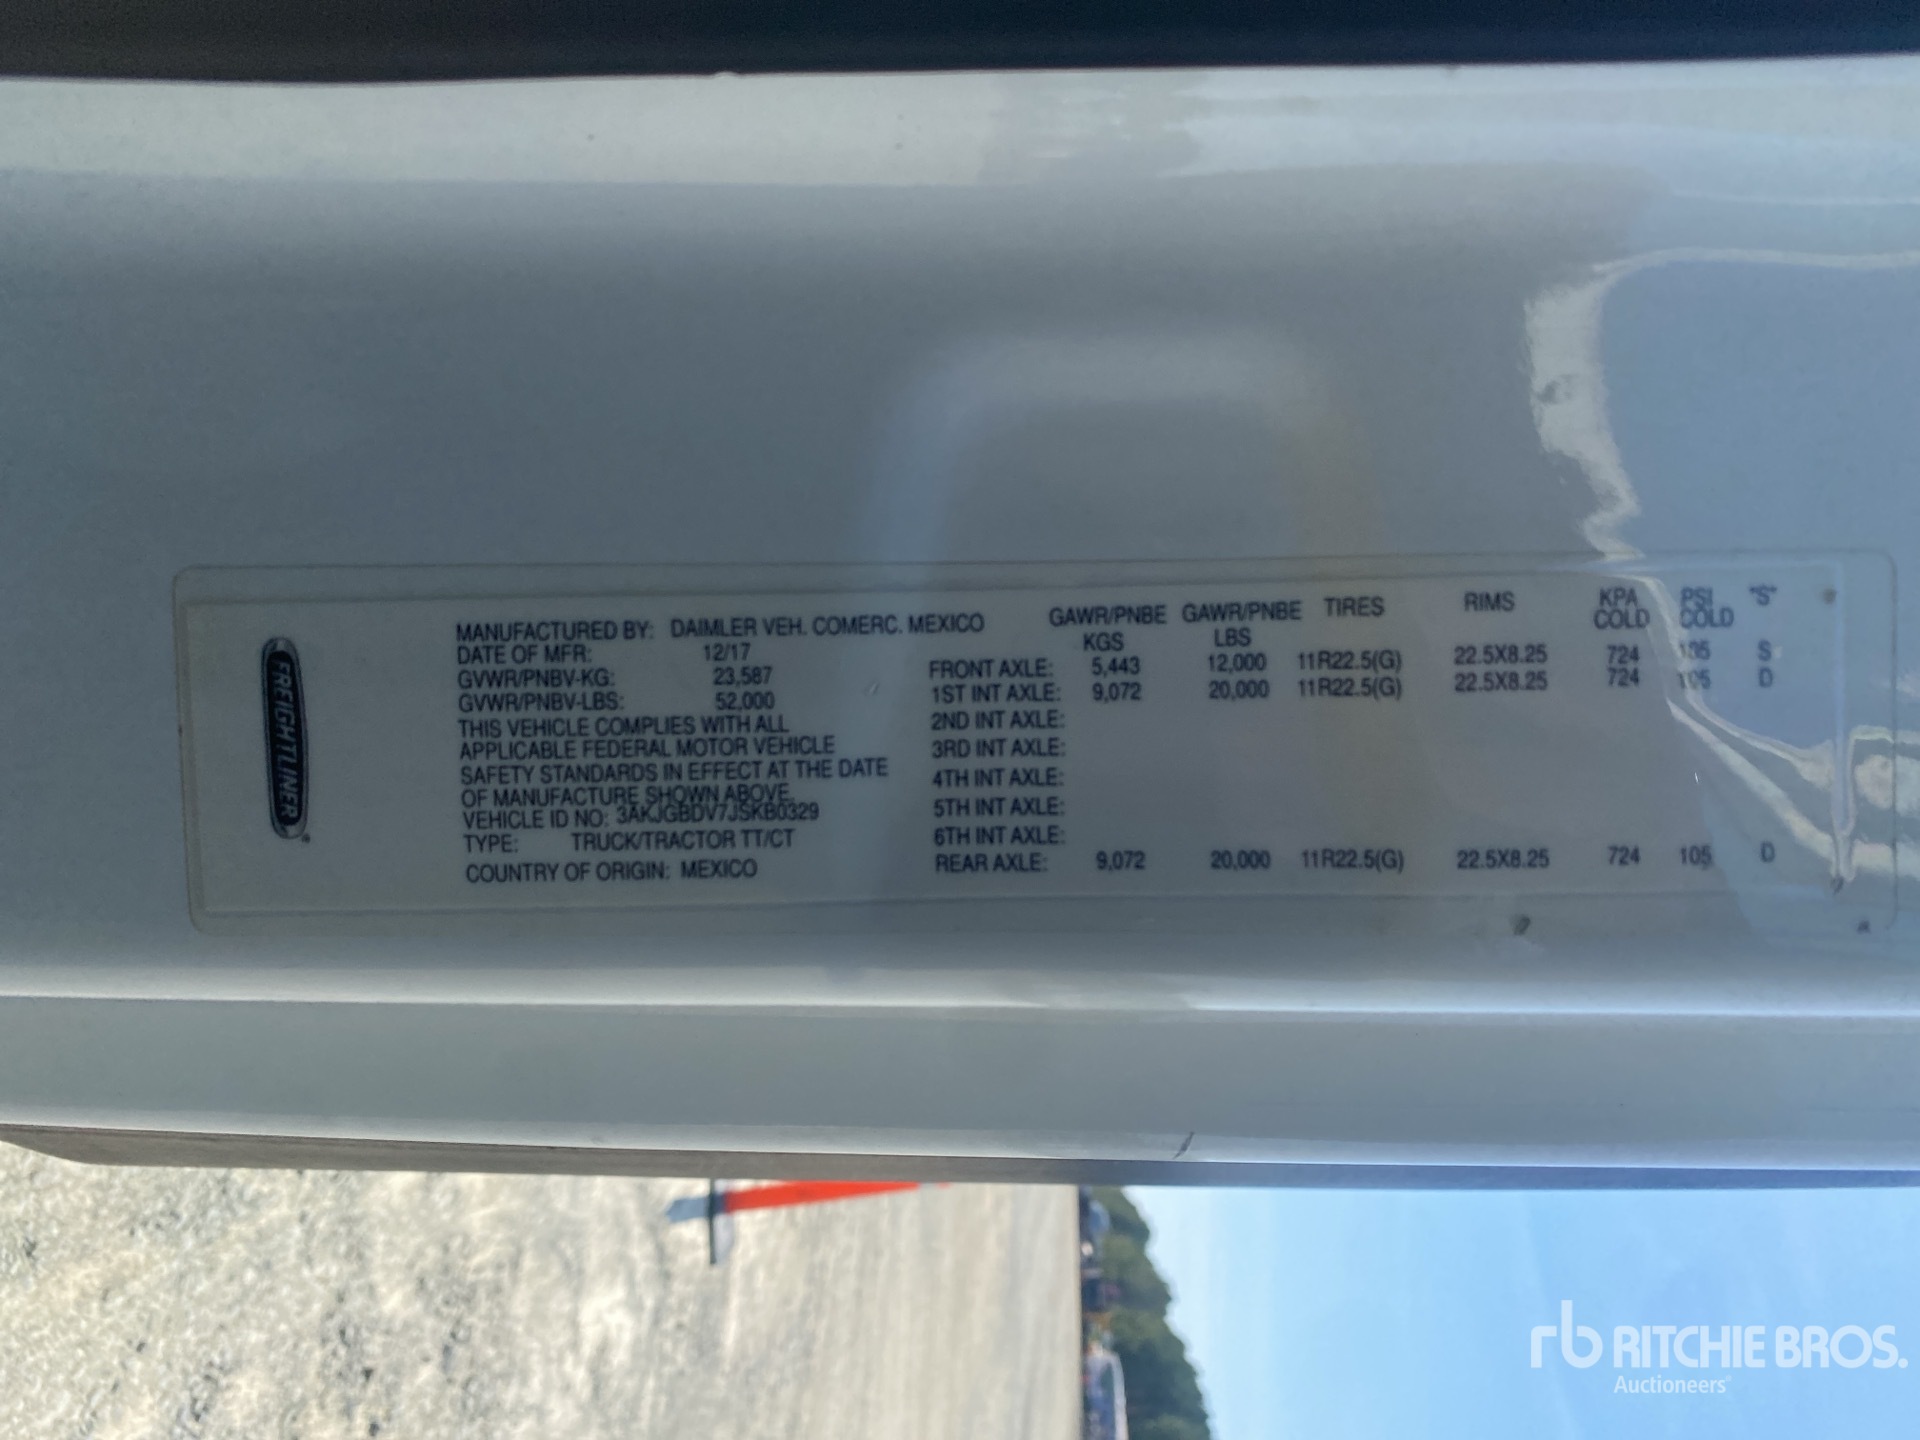 FREIGHTLINER
MANUFACTURED BY: DAIMLER VEH. COMERC. MEXICO
DATE OF MFR: 12/17
GVWR/PNBV-KG: 23,587
GVWR/PNBV-LBS: 52,000
THIS VEHICLE COMPLIES WITH ALL
APPLICABLE FEDERAL MOTOR VEHICLE
SAFETY STANDARDS IN EFFECT AT THE DATE
OF MANUFACTURE SHOWN ABOVE.
VEHICLE ID NO: 3AKJGBDV7JSKB0329
TYPE: TRUCK/TRACTOR TT/CT
COUNTRY OF ORIGIN: MEXICO
GAWR/PNBE GAWR/PNBE TIRES RIMS KPA PSI "S"
KGS LBS COLD COLD
FRONT AXLE: 5,443 12,000 11R22.5(G) 22.5X8.25 724 105 S
1ST INT AXLE: 9,072 20,000 11R22.5(G) 22.5X8.25 724 105 D
2ND INT AXLE:
3RD INT AXLE:
4TH INT AXLE:
5TH INT AXLE:
6TH INT AXLE:
REAR AXLE: 9,072 20,000 11R22.5(G) 22.5X8.25 724 105 D
rb RITCHIE BROS.
Auctioneers